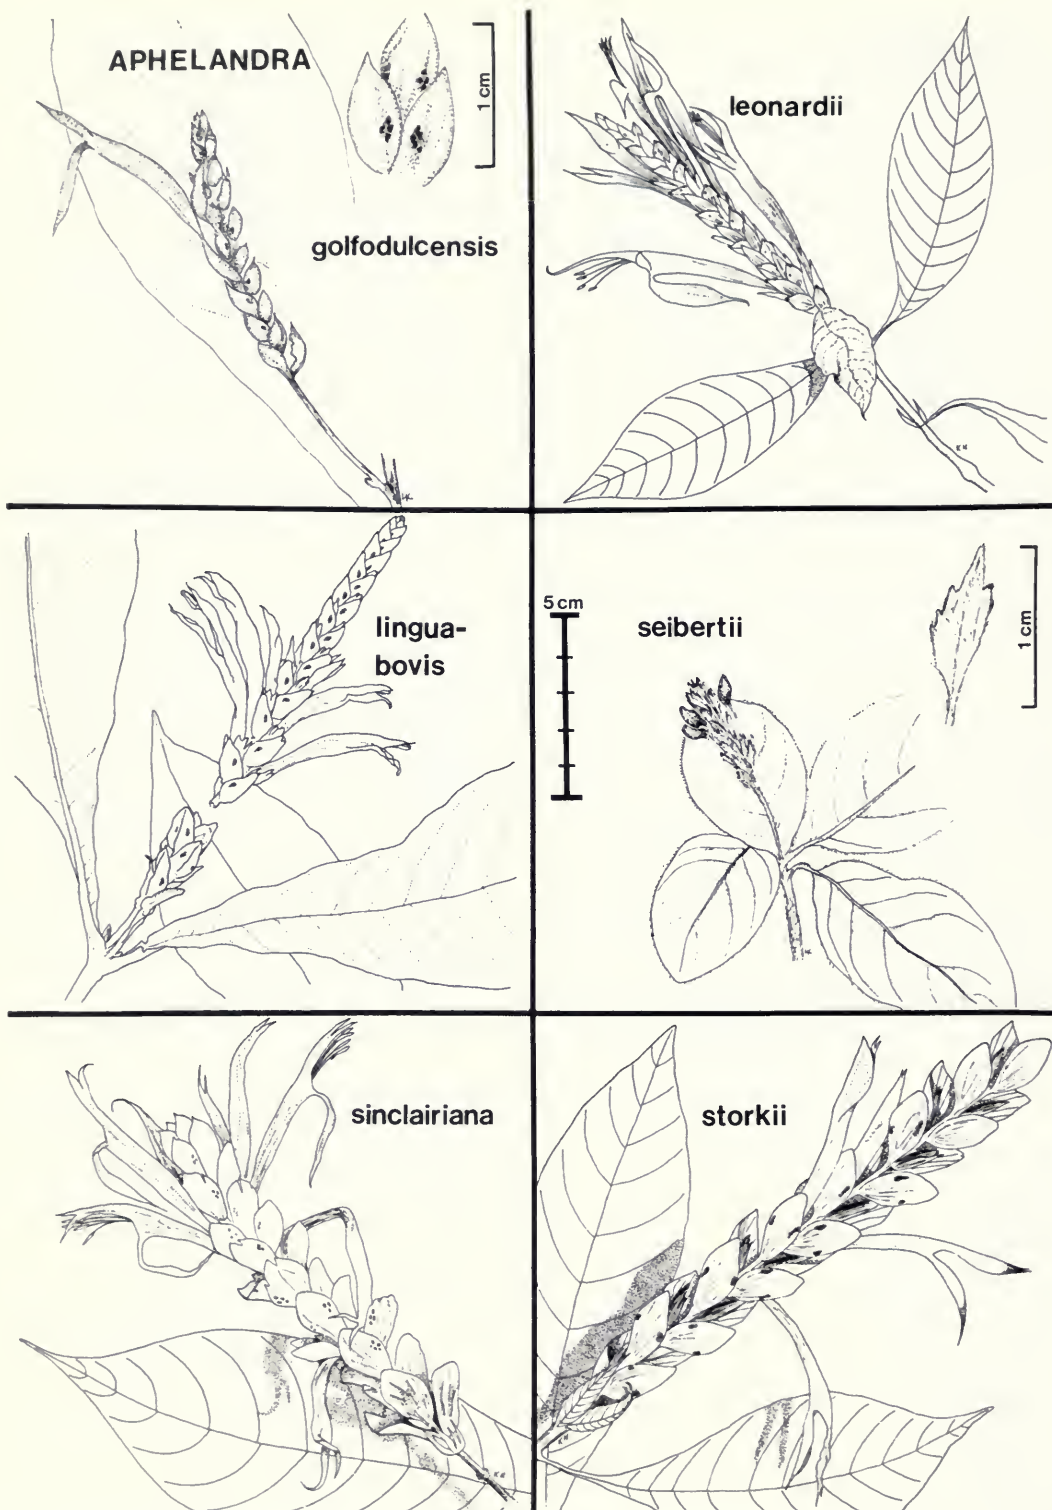 APHELANDRA
1 cm
golfodulcensis
leonardii
lingua-
bovis
5 cm
seibertii
1 cm
sinclairiana
storkii